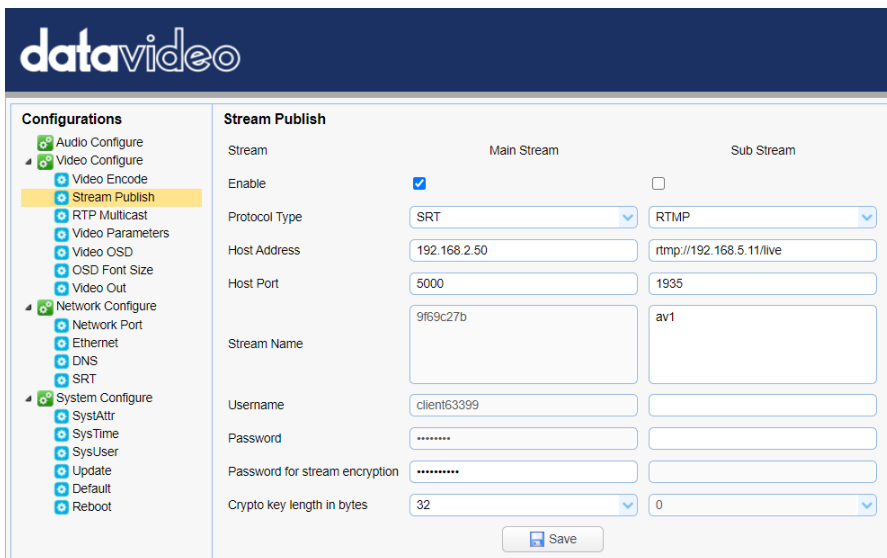 datavideo
Configurations
Audio Configure
Video Configure
Video Encode
Stream Publish
RTP Multicast
Video Parameters
Video OSD
OSD Font Size
Video Out
Network Configure
Network Port
Ethernet
DNS
SRT
System Configure
SystAttr
SysTime
SysUser
Update
Default
Reboot
Stream Publish
Stream Main Stream Sub Stream
Enable
Protocol Type SRT RTMP
Host Address 192.168.2.50 rtmp://192.168.5.11/live
Host Port 5000 1935
Stream Name 9f69c27b av1
Username client63399
Password ••••••••
Password for stream encryption ••••••••••
Crypto key length in bytes 32 0
Save